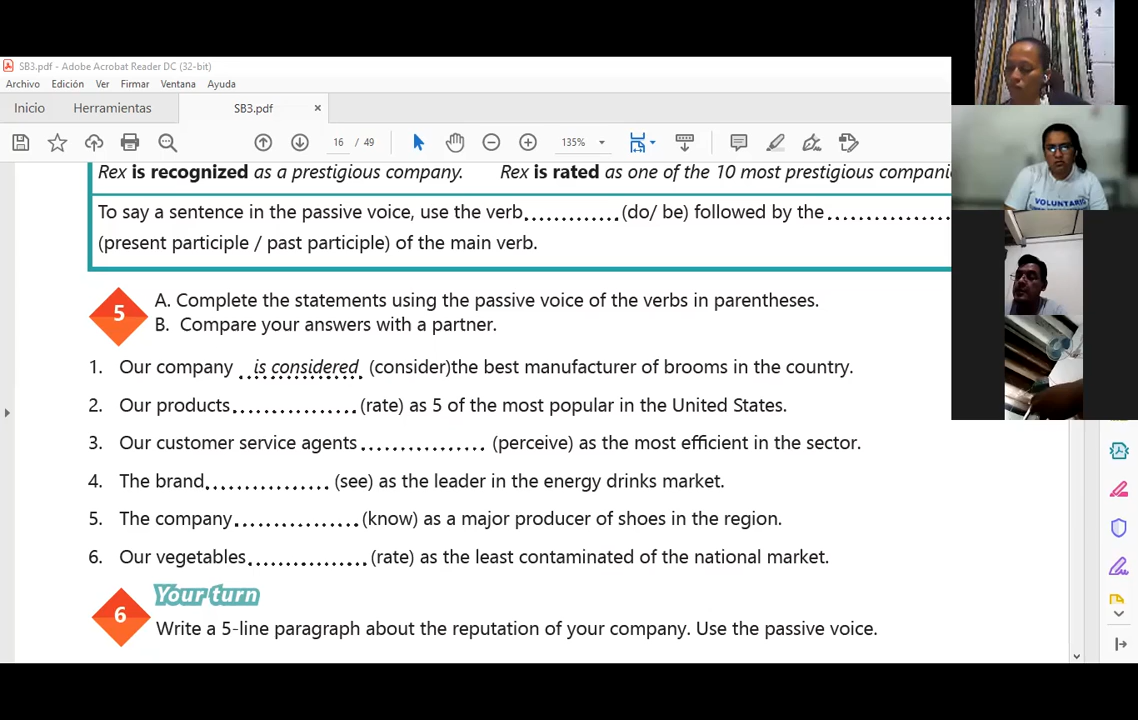 SB3.pdf - Adobe Acrobat Reader DC (32-bit)
Archivo Edición Ver Firmar Ventana Ayuda
Inicio Herramientas SB3.pdf ×
16 / 49 135%
Rex is recognized as a prestigious company. Rex is rated as one of the 10 most prestigious
To say a sentence in the passive voice, use the verb............(do/ be) followed by the ................
(present participle / past participle) of the main verb.
5
A. Complete the statements using the passive voice of the verbs in parentheses.
B. Compare your answers with a partner.
1. Our company is considered (consider)the best manufacturer of brooms in the country.
2. Our products................(rate) as 5 of the most popular in the United States.
3. Our customer service agents................ (perceive) as the most efficient in the sector.
4. The brand................ (see) as the leader in the energy drinks market.
5. The company................(know) as a major producer of shoes in the region.
6. Our vegetables................(rate) as the least contaminated of the national market.
Your turn
6
Write a 5-line paragraph about the reputation of your company. Use the passive voice.
VOLUNTARI